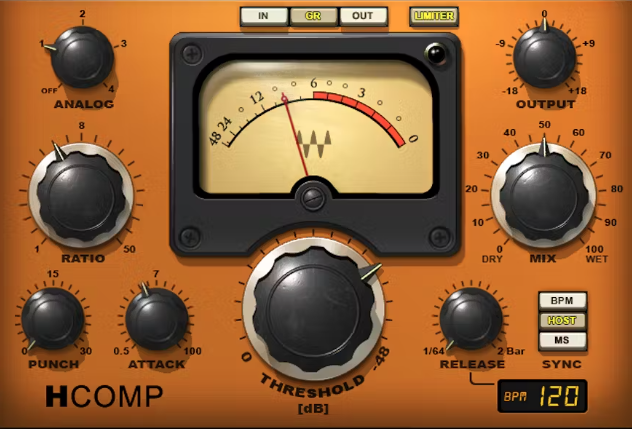 IN GR OUT LIMITER
2
1 3
OFF 4
ANALOG
48 24 12 6 3 0
0
-9 +9
-18 +18
OUTPUT
8
1 50
RATIO
50
40 60
30 70
20 80
10 90
0 100
DRY MIX WET
15
0 30
PUNCH
7
0.5 100
ATTACK
0 -48
THRESHOLD
[dB]
1/64 2 Bar
RELEASE
BPM
HOST
MS
SYNC
HCOMP
BPM 120